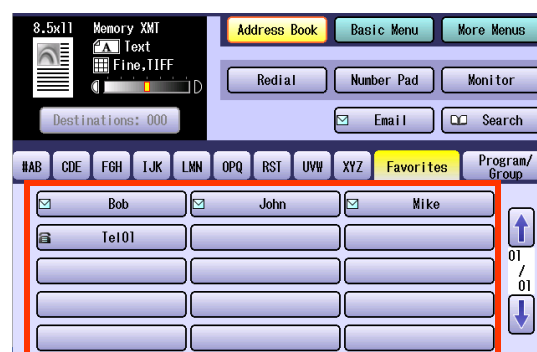 8.5x11 Memory XMT
A Text
Fine,TIFF
D
Destinations: 000
Address Book Basic Menu More Menus
Redial Number Pad Monitor
Email Search
#AB CDE FGH IJK LMN OPQ RST UVW XYZ Favorites Program/
Group
Bob John Mike
Tel01
01
/
01